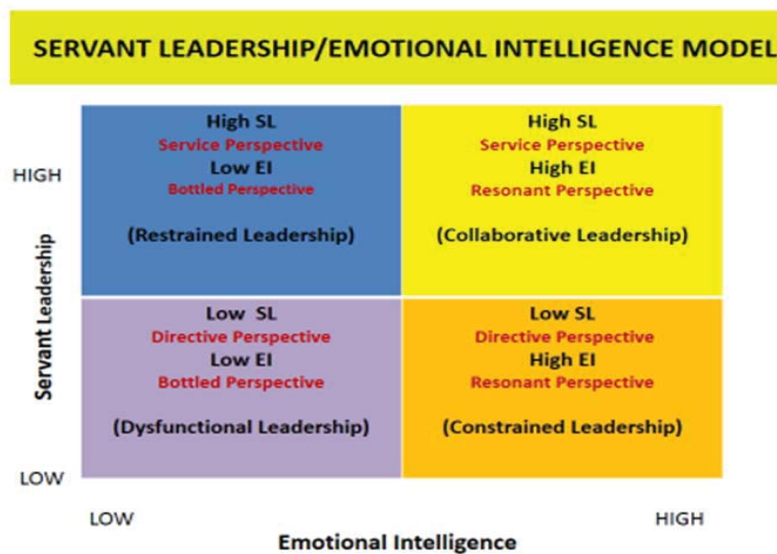 SERVANT LEADERSHIP/EMOTIONAL INTELLIGENCE MODEL
High SL
Service Perspective
Low EI
Bottled Perspective
(Restrained Leadership)
High SL
Service Perspective
High EI
Resonant Perspective
(Collaborative Leadership)
HIGH
Servant Leadership
Low SL
Directive Perspective
Low EI
Bottled Perspective
(Dysfunctional Leadership)
Low SL
Directive Perspective
High EI
Resonant Perspective
(Constrained Leadership)
LOW
LOW
HIGH
Emotional Intelligence